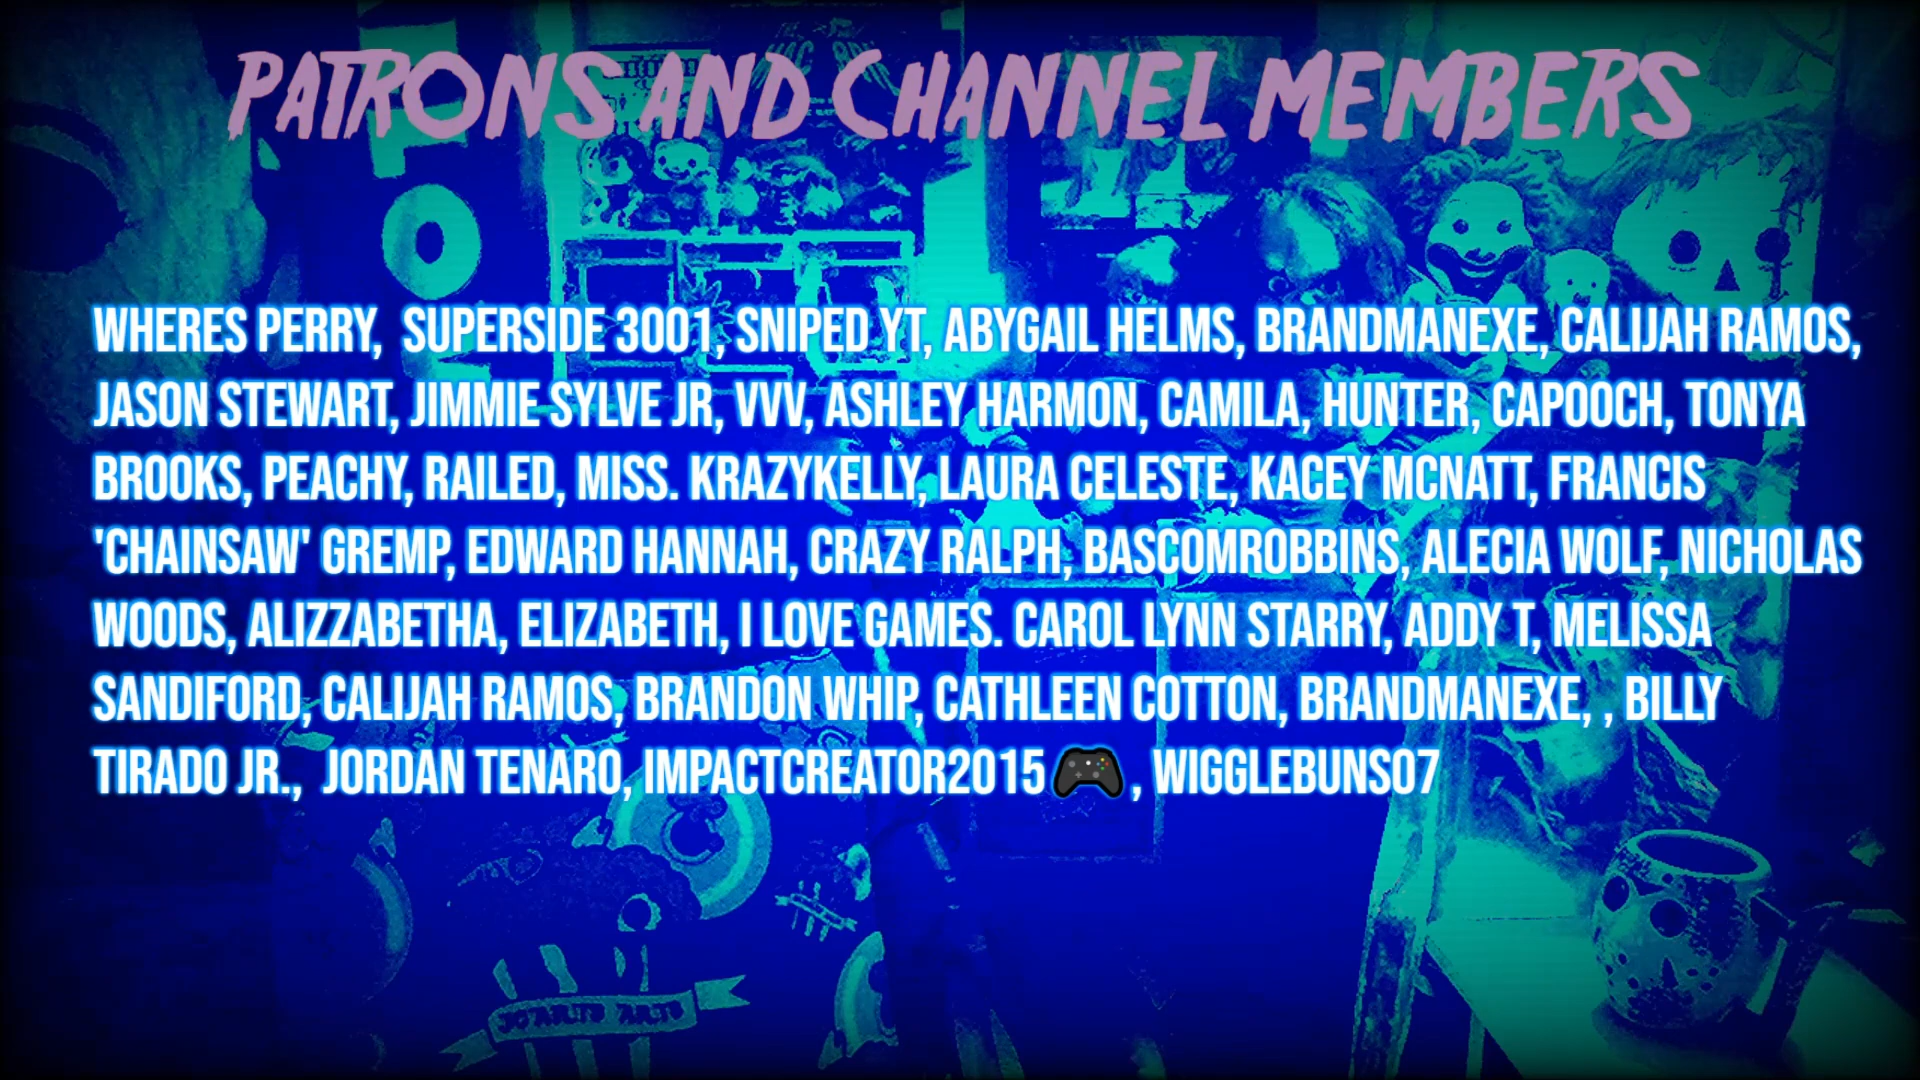 PATRONS AND CHANNEL MEMBERS
WHERES PERRY,  SUPERSIDE 3001, SNIPED YT, ABYGAIL HELMS, BRANDMANEXE, CALIJAH RAMOS,
JASON STEWART, JIMMIE SYLVE JR, VVV, ASHLEY HARMON, CAMILA, HUNTER, CAPOOCH, TONYA
BROOKS, PEACHY, RAILED, MISS. KRAZYKELLY, LAURA CELESTE, KACEY MCNATT, FRANCIS
'CHAINSAW' GREMP, EDWARD HANNAH, CRAZY RALPH, BASCOMROBBINS, ALECIA WOLF, NICHOLAS
WOODS, ALIZZABETHA, ELIZABETH, I LOVE GAMES. CAROL LYNN STARRY, ADDY T, MELISSA
SANDIFORD, CALIJAH RAMOS, BRANDON WHIP, CATHLEEN COTTON, BRANDMANEXE, , BILLY
TIRADO JR.,  JORDAN TENARO, IMPACTCREATOR2015🎮, WIGGLEBUNS07